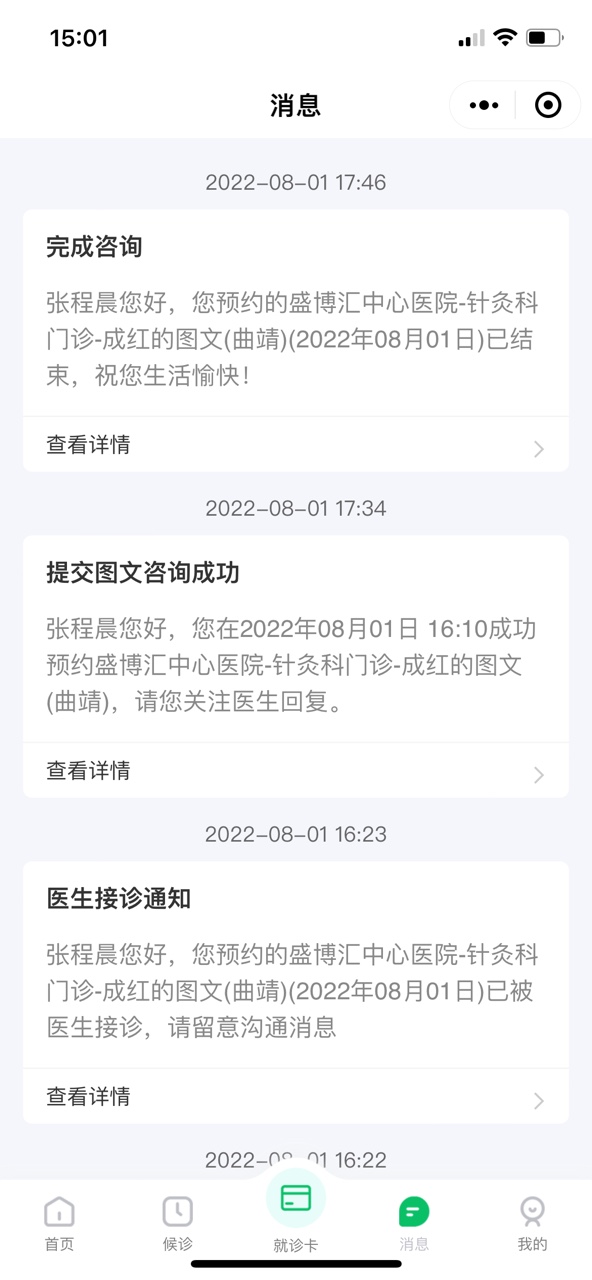 15:01
消息
2022-08-01 17:46
完成咨询
张程晨您好，您预约的盛博汇中心医院-针灸科
门诊-成红的图文(曲靖)(2022年08月01日)已结
束，祝您生活愉快！
查看详情
2022-08-01 17:34
提交图文咨询成功
张程晨您好，您在2022年08月01日 16:10成功
预约盛博汇中心医院-针灸科门诊-成红的图文
(曲靖)，请您关注医生回复。
查看详情
2022-08-01 16:23
医生接诊通知
张程晨您好，您预约的盛博汇中心医院-针灸科
门诊-成红的图文(曲靖)(2022年08月01日)已被
医生接诊，请留意沟通消息
查看详情
2022-08-01 16:22
首页
候诊
就诊卡
消息
我的